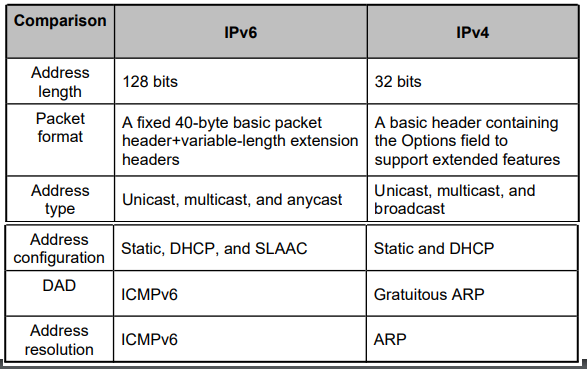 Comparison
IPv6
IPv4
Address
length
128 bits
32 bits
Packet
format
A fixed 40-byte basic packet
header+variable-length extension
headers
A basic header containing
the Options field to
support extended features
Address
type
Unicast, multicast, and anycast
Unicast, multicast, and
broadcast
Address
configuration
Static, DHCP, and SLAAC
Static and DHCP
DAD
ICMPv6
Gratuitous ARP
Address
resolution
ICMPv6
ARP